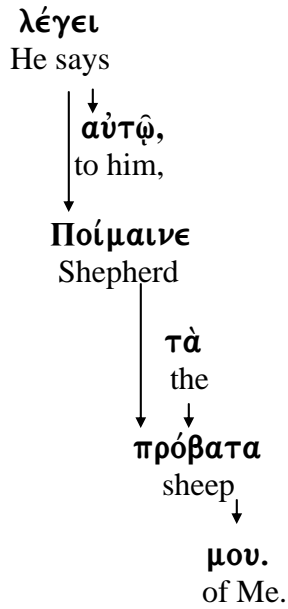 λέγει
He says
αὐτῷ,
to him,
Ποίμαινε
Shepherd
τὰ
the
πρόβατα
sheep
μου.
of Me.